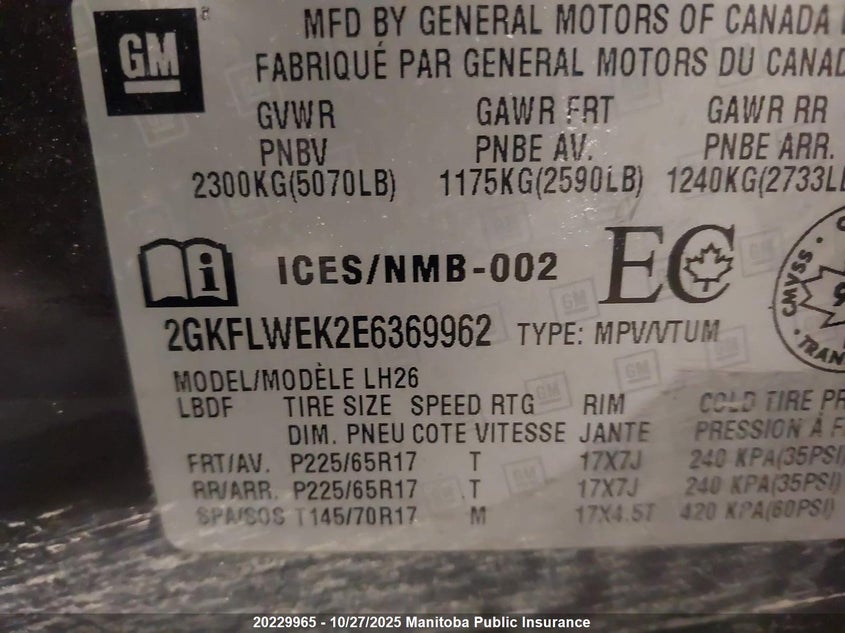 GM
MFD BY GENERAL MOTORS OF CANADA
FABRIQUÉ PAR GENERAL MOTORS DU CANAD
GVWR GAWR FRT GAWR RR
PNBV PNBE AV. PNBE ARR.
2300KG(5070LB) 1175KG(2590LB) 1240KG(2733LB
ICES/NMB-002 EC
CMVSS
TRAN
2GKFLWEK2E6369962 TYPE: MPV/VTUM
MODEL/MODÈLE LH26
LBDF TIRE SIZE SPEED RTG RIM COLD TIRE PR
DIM. PNEU COTE VITESSE JANTE PRESSION À F
FRT/AV. P225/65R17 T 17X7J 240 KPA(35PSI)
RR/ARR. P225/65R17 T 17X7J 240 KPA(35PSI)
SPA/SOS T145/70R17 M 17X4.5T 420 KPA(60PSI)
20229965 - 10/27/2025 Manitoba Public Insurance